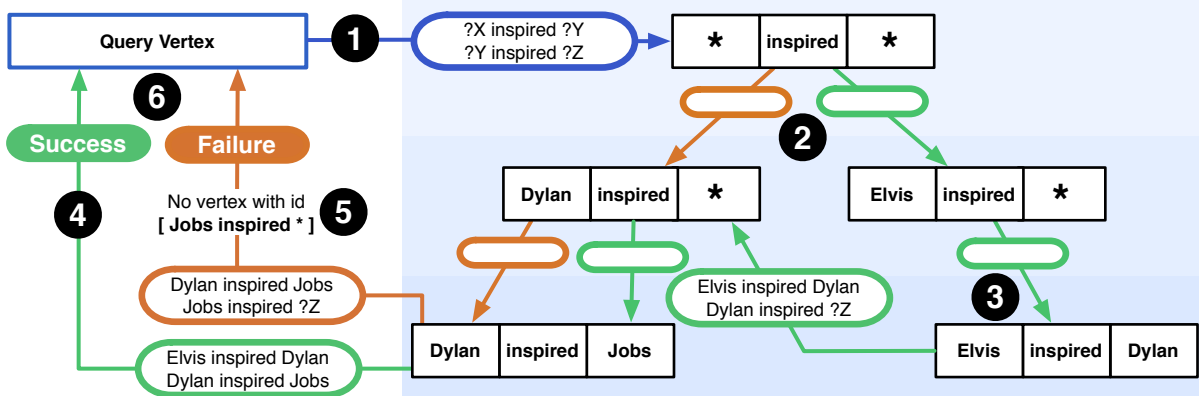 Query Vertex
1
?X inspired ?Y
?Y inspired ?Z
* inspired *
6
2
Success
Failure
4
No vertex with id
[ Jobs inspired * ]
5
Dylan inspired *
Elvis inspired *
Dylan inspired Jobs
Jobs inspired ?Z
Elvis inspired Dylan
Dylan inspired ?Z
3
Elvis inspired Dylan
Dylan inspired Jobs
Dylan inspired Jobs
Elvis inspired Dylan